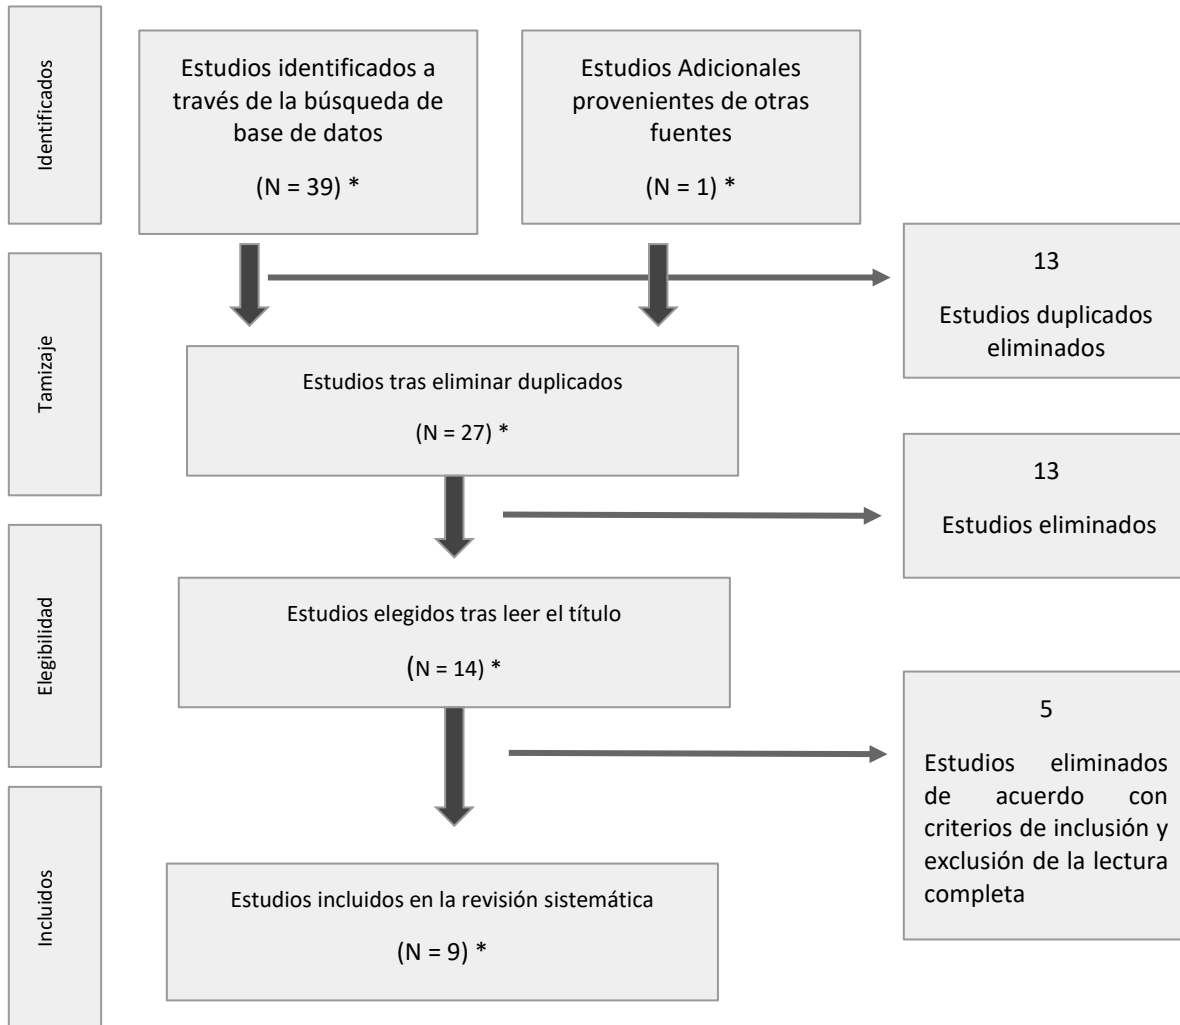 Identificados
Estudios identificados a
través de la búsqueda de
base de datos
(N = 39) *
Estudios Adicionales
provenientes de otras
fuentes
(N = 1) *
13
Estudios duplicados
eliminados
Tamizaje
Estudios tras eliminar duplicados
(N = 27) *
13
Estudios eliminados
Elegibilidad
Estudios elegidos tras leer el título
(N = 14) *
5
Estudios eliminados
de acuerdo con
criterios de inclusión y
exclusión de la lectura
completa
Incluidos
Estudios incluidos en la revisión sistemática
(N = 9) *